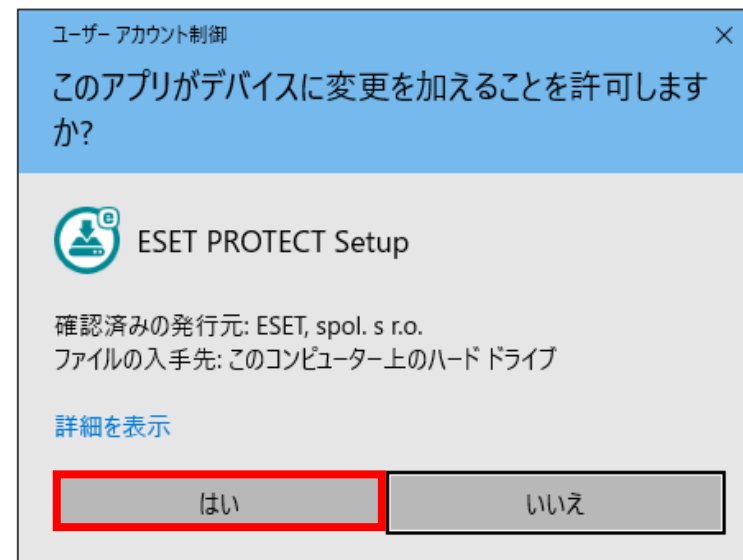 ユーザー アカウント制御
このアプリがデバイスに変更を加えることを許可します
か?
e
ESET PROTECT Setup
確認済みの発行元: ESET, spol. s r.o.
ファイルの入手先: このコンピューター上のハード ドライブ
詳細を表示
はい
いいえ